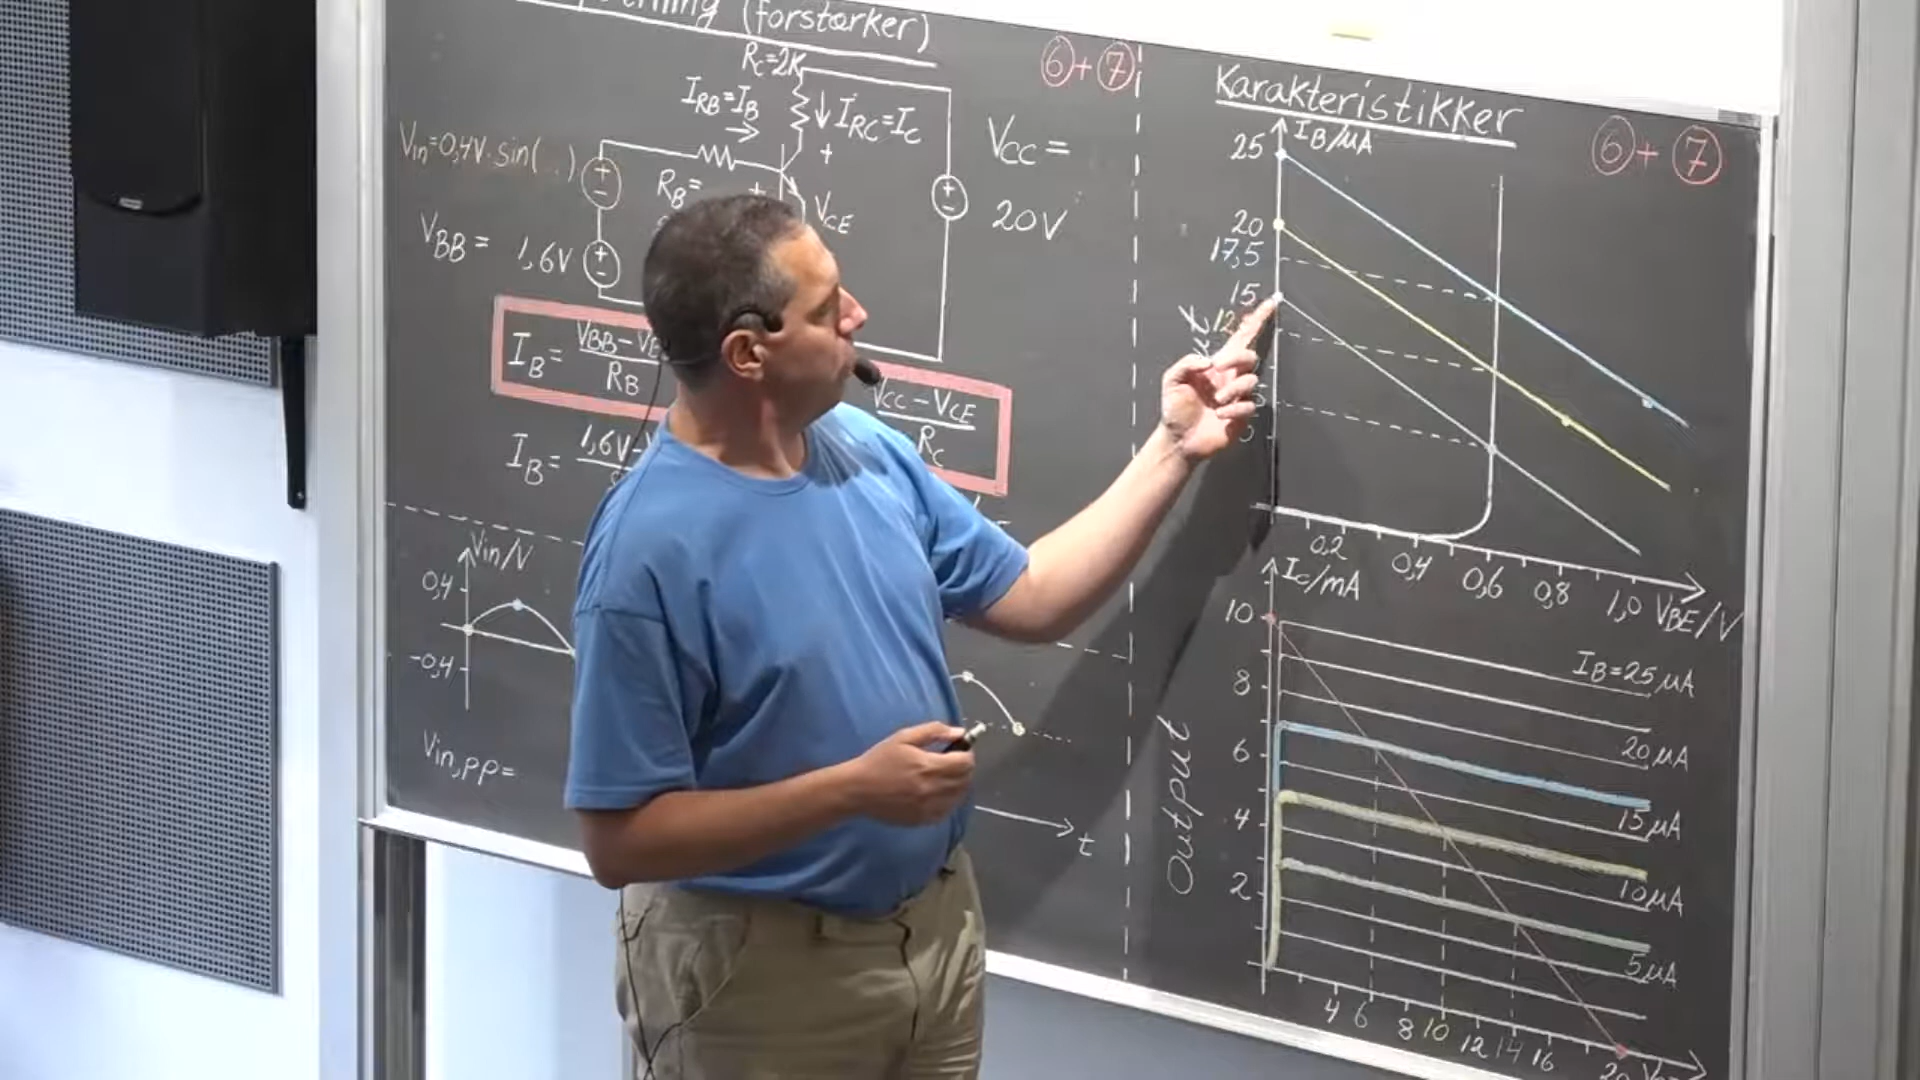 (forstærker)
6+7
R_C=2K
I_RB=I_B
I_RC=I_C
V_in=0,4V·sin(...)
R_B=
V_CE
V_CC=
20V
V_BB= 1,6V
I_B= V_BB-V
R_B
V_CC-V_CE
R_C
I_B= 1,6V-
V_in/V
0,4
-0,4
V_in,pp=
t
Karakteristikker
6+7
I_B/µA
25
20
17,5
15
0,2
0,4
0,6
0,8
1,0
V_BE/V
I_C/mA
10
8
6
4
2
I_B=25µA
20µA
15µA
10µA
5µA
Output
4 6 8 10 12 14 16 20